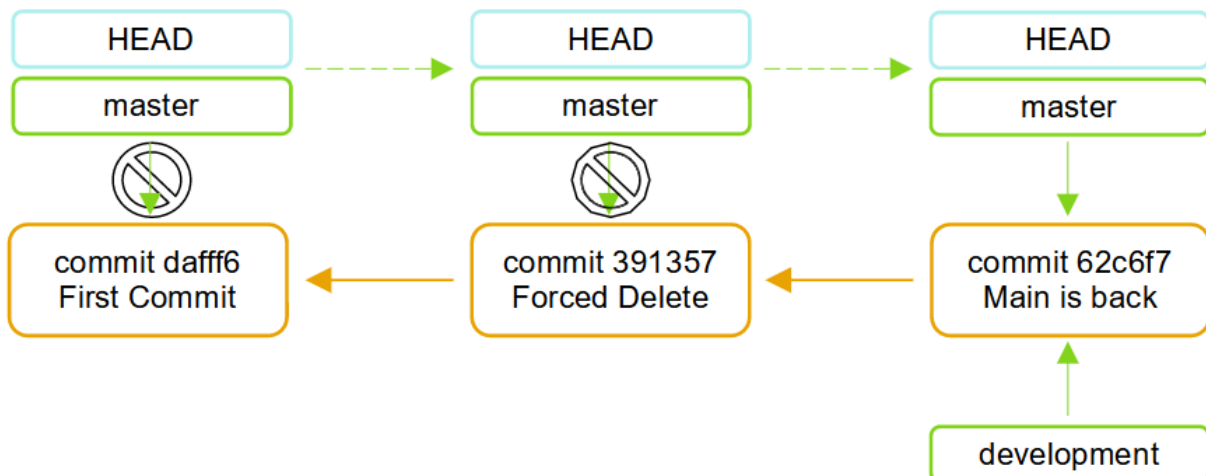 HEAD
HEAD
HEAD
master
master
master
commit dafff6
First Commit
commit 391357
Forced Delete
commit 62c6f7
Main is back
development